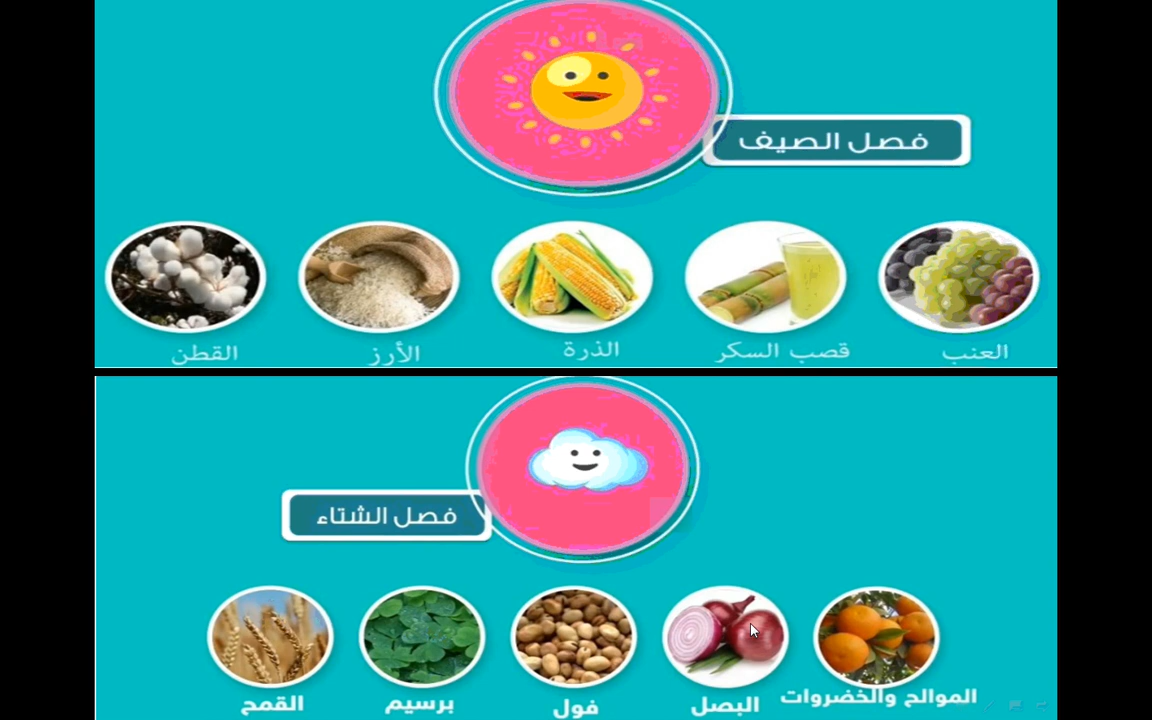 فصل الصيف
العنب
قصب السكر
الذرة
الأرز
القطن
فصل الشتاء
الموالح والخضروات
البصل
فول
برسيم
القمح